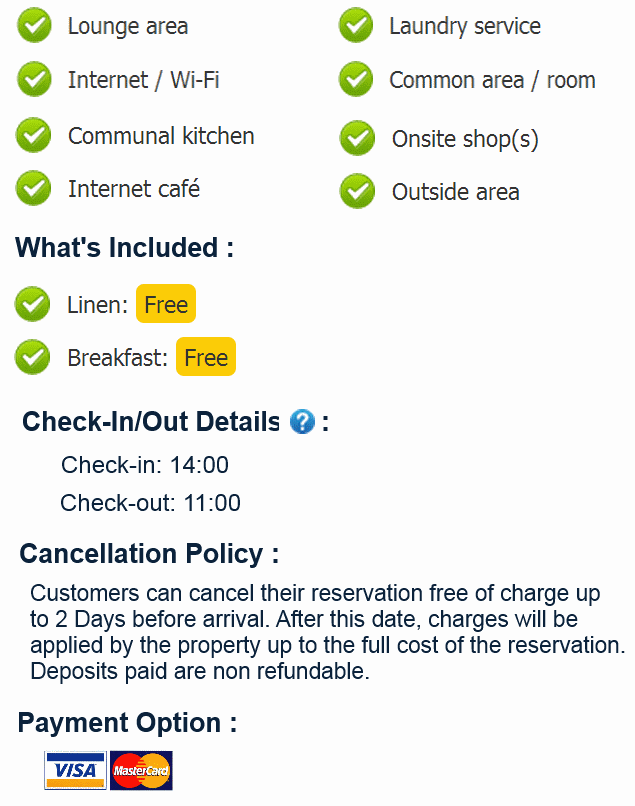 Lounge area
Laundry service
Internet / Wi-Fi
Common area / room
Communal kitchen
Onsite shop(s)
Internet café
Outside area
What's Included :
Linen: Free
Breakfast: Free
Check-In/Out Details ? :
Check-in: 14:00
Check-out: 11:00
Cancellation Policy :
Customers can cancel their reservation free of charge up
to 2 Days before arrival. After this date, charges will be
applied by the property up to the full cost of the reservation.
Deposits paid are non refundable.
Payment Option :
VISA MasterCard